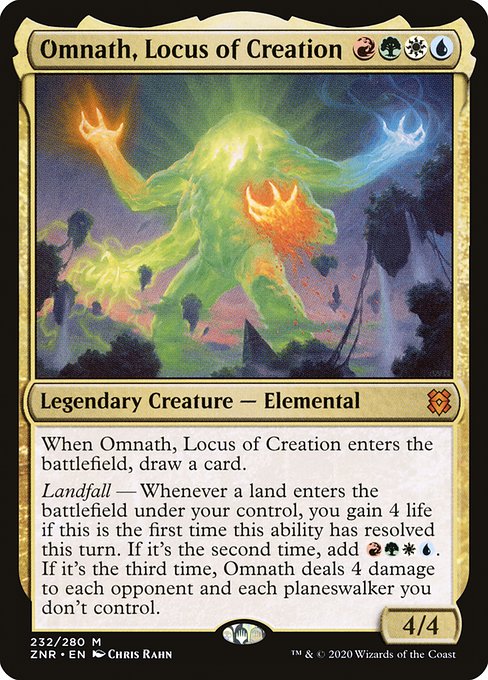 Omnath, Locus of Creation
Legendary Creature — Elemental
When Omnath, Locus of Creation enters the
battlefield, draw a card.
Landfall — Whenever a land enters the
battlefield under your control, you gain 4 life
if this is the first time this ability has resolved
this turn. If it's the second time, add .
If it's the third time, Omnath deals 4 damage
to each opponent and each planeswalker you
don't control.
4/4
232/280 M
ZNR • EN Chris Rahn
™ & © 2020 Wizards of the Coast